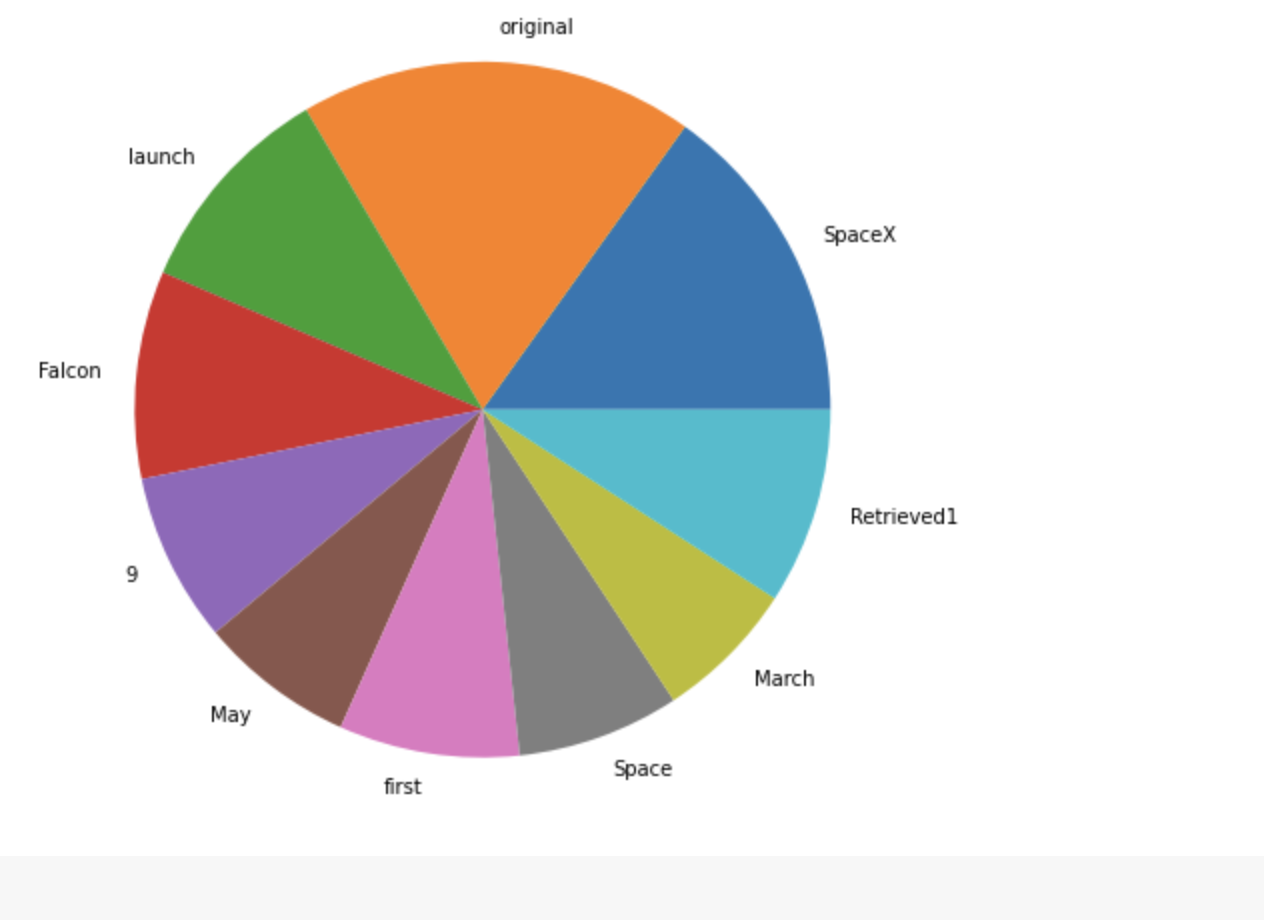 original
launch
SpaceX
Falcon
Retrieved1
9
March
May
Space
first